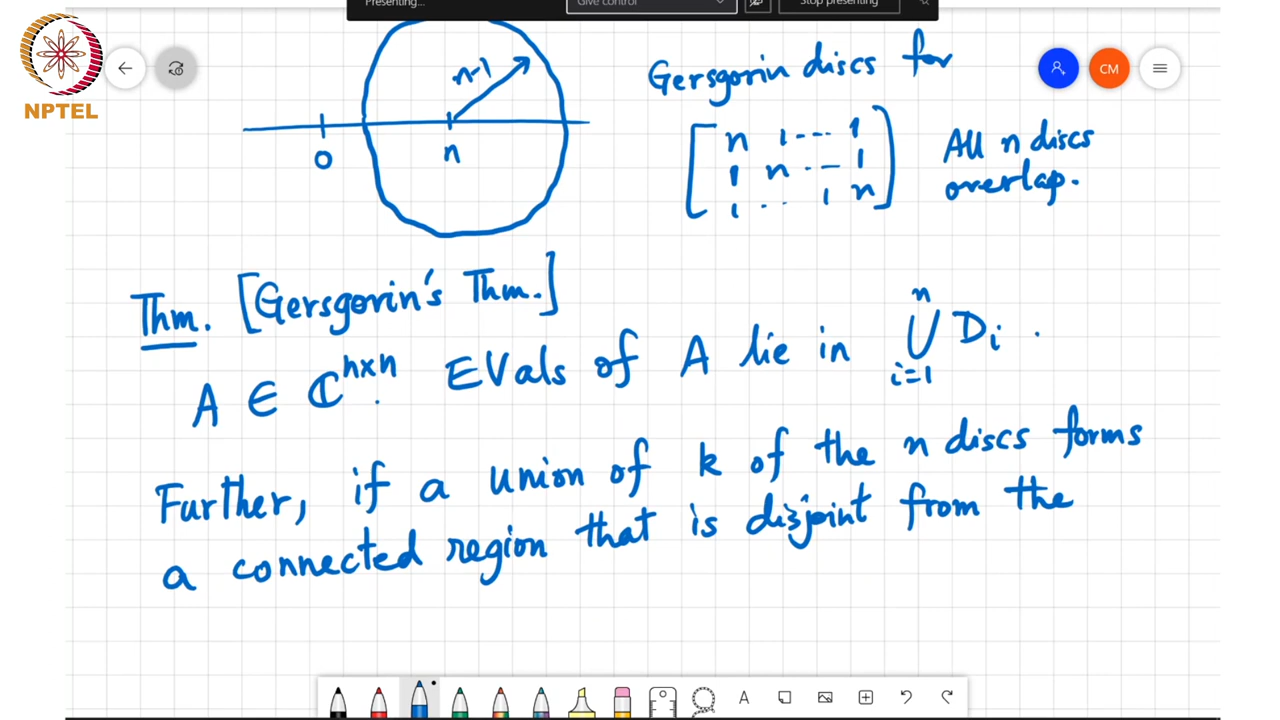 Presenting...
Give control
Stop presenting
NPTEL
CM
n-1
0
n
Gersgorin discs for
n 1 --- 1
1 n ... 1
1 ... 1 n
All n discs
overlap.
Thm. [Gersgorin's Thm.]
A ∈ ℂ^{n×n} EVals of A lie in ⋃_{i=1}^{n} D_i .
Further, if a union of k of the n discs forms
a connected region that is disjoint from the
A